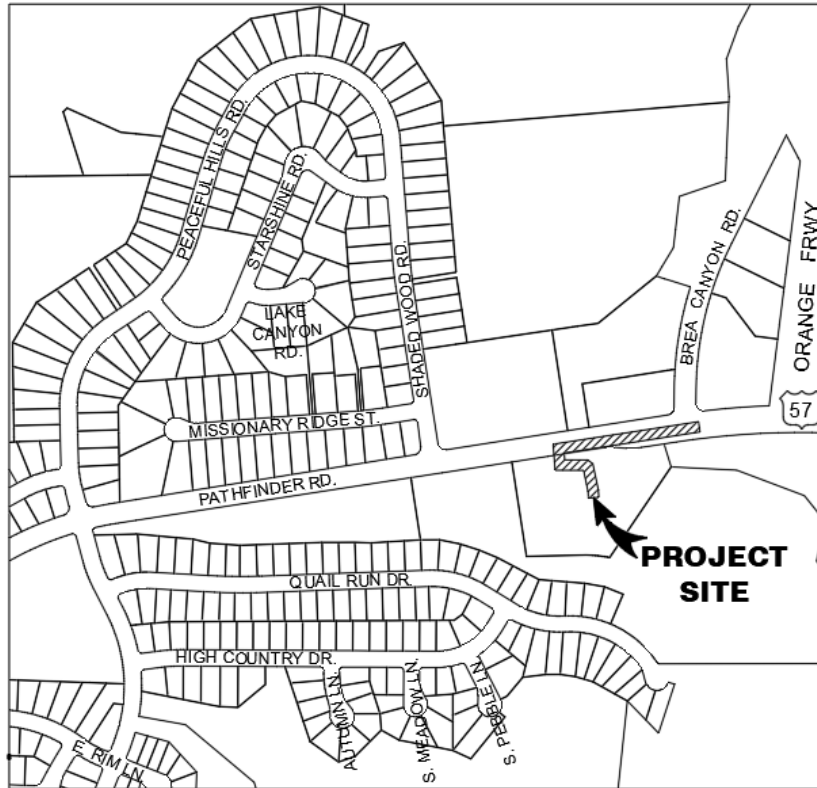 PEACEFUL HILLS RD.
STARSHINE RD.
LAKE
CANYON
RD.
SHADED WOOD RD.
BREA CANYON RD.
ORANGE FRWY
57
MISSIONARY RIDGE ST.
PATHFINDER RD.
PROJECT
SITE
QUAIL RUN DR.
HIGH COUNTRY DR.
AUTUMN LN.
S. MEADOW LN.
S. PEBBLE LN.
E. RIM LN.